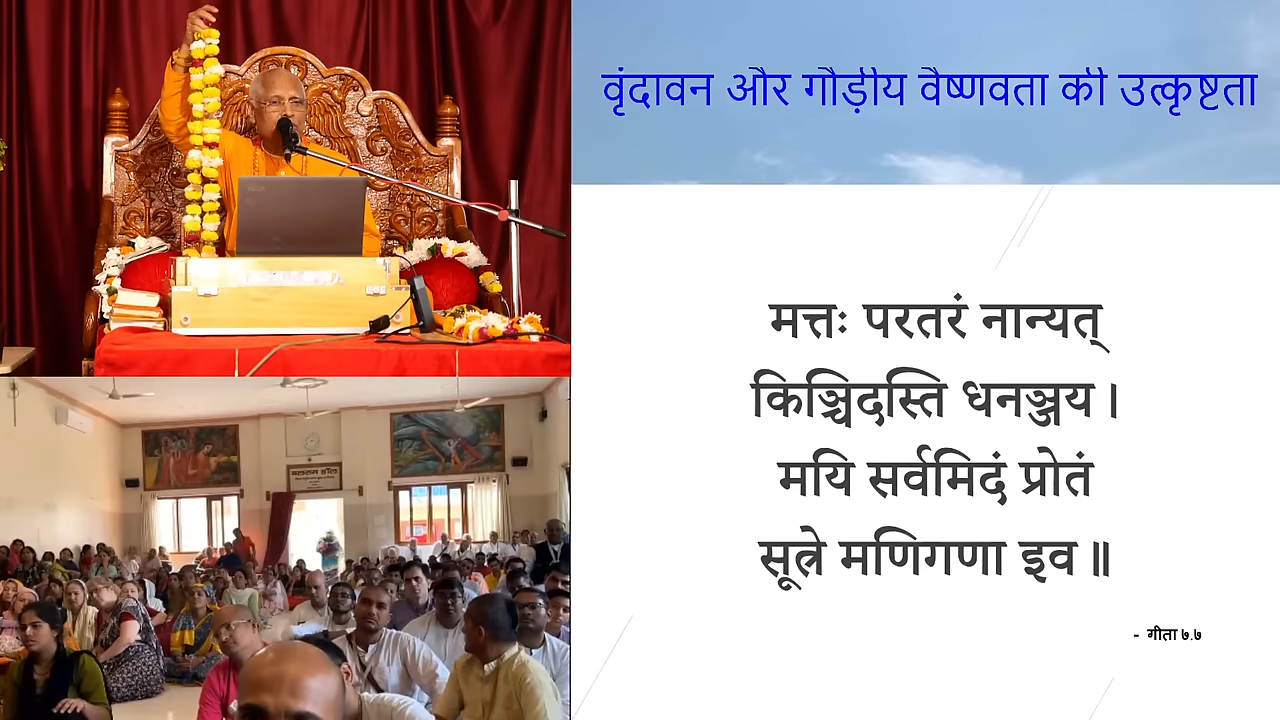 वृंदावन और गौड़ीय वैष्णवता की उत्कृष्टता
मत्तः परतरं नान्यत्
किञ्चिदस्ति धनञ्जय।
मयि सर्वमिदं प्रोतं
सूत्रे मणिगणा इव॥
- गीता ७.७
बलराम हॉल